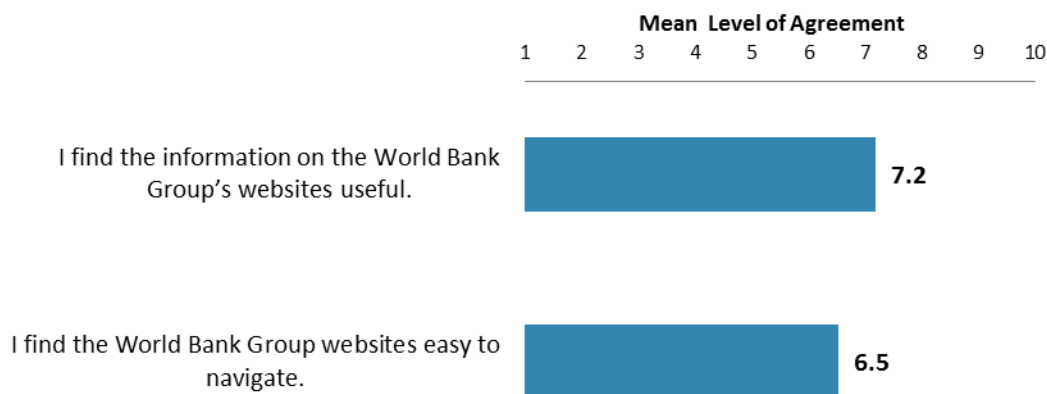 Mean Level of Agreement
1 2 3 4 5 6 7 8 9 10
I find the information on the World Bank
Group’s websites useful.
7.2
I find the World Bank Group websites easy to
navigate.
6.5